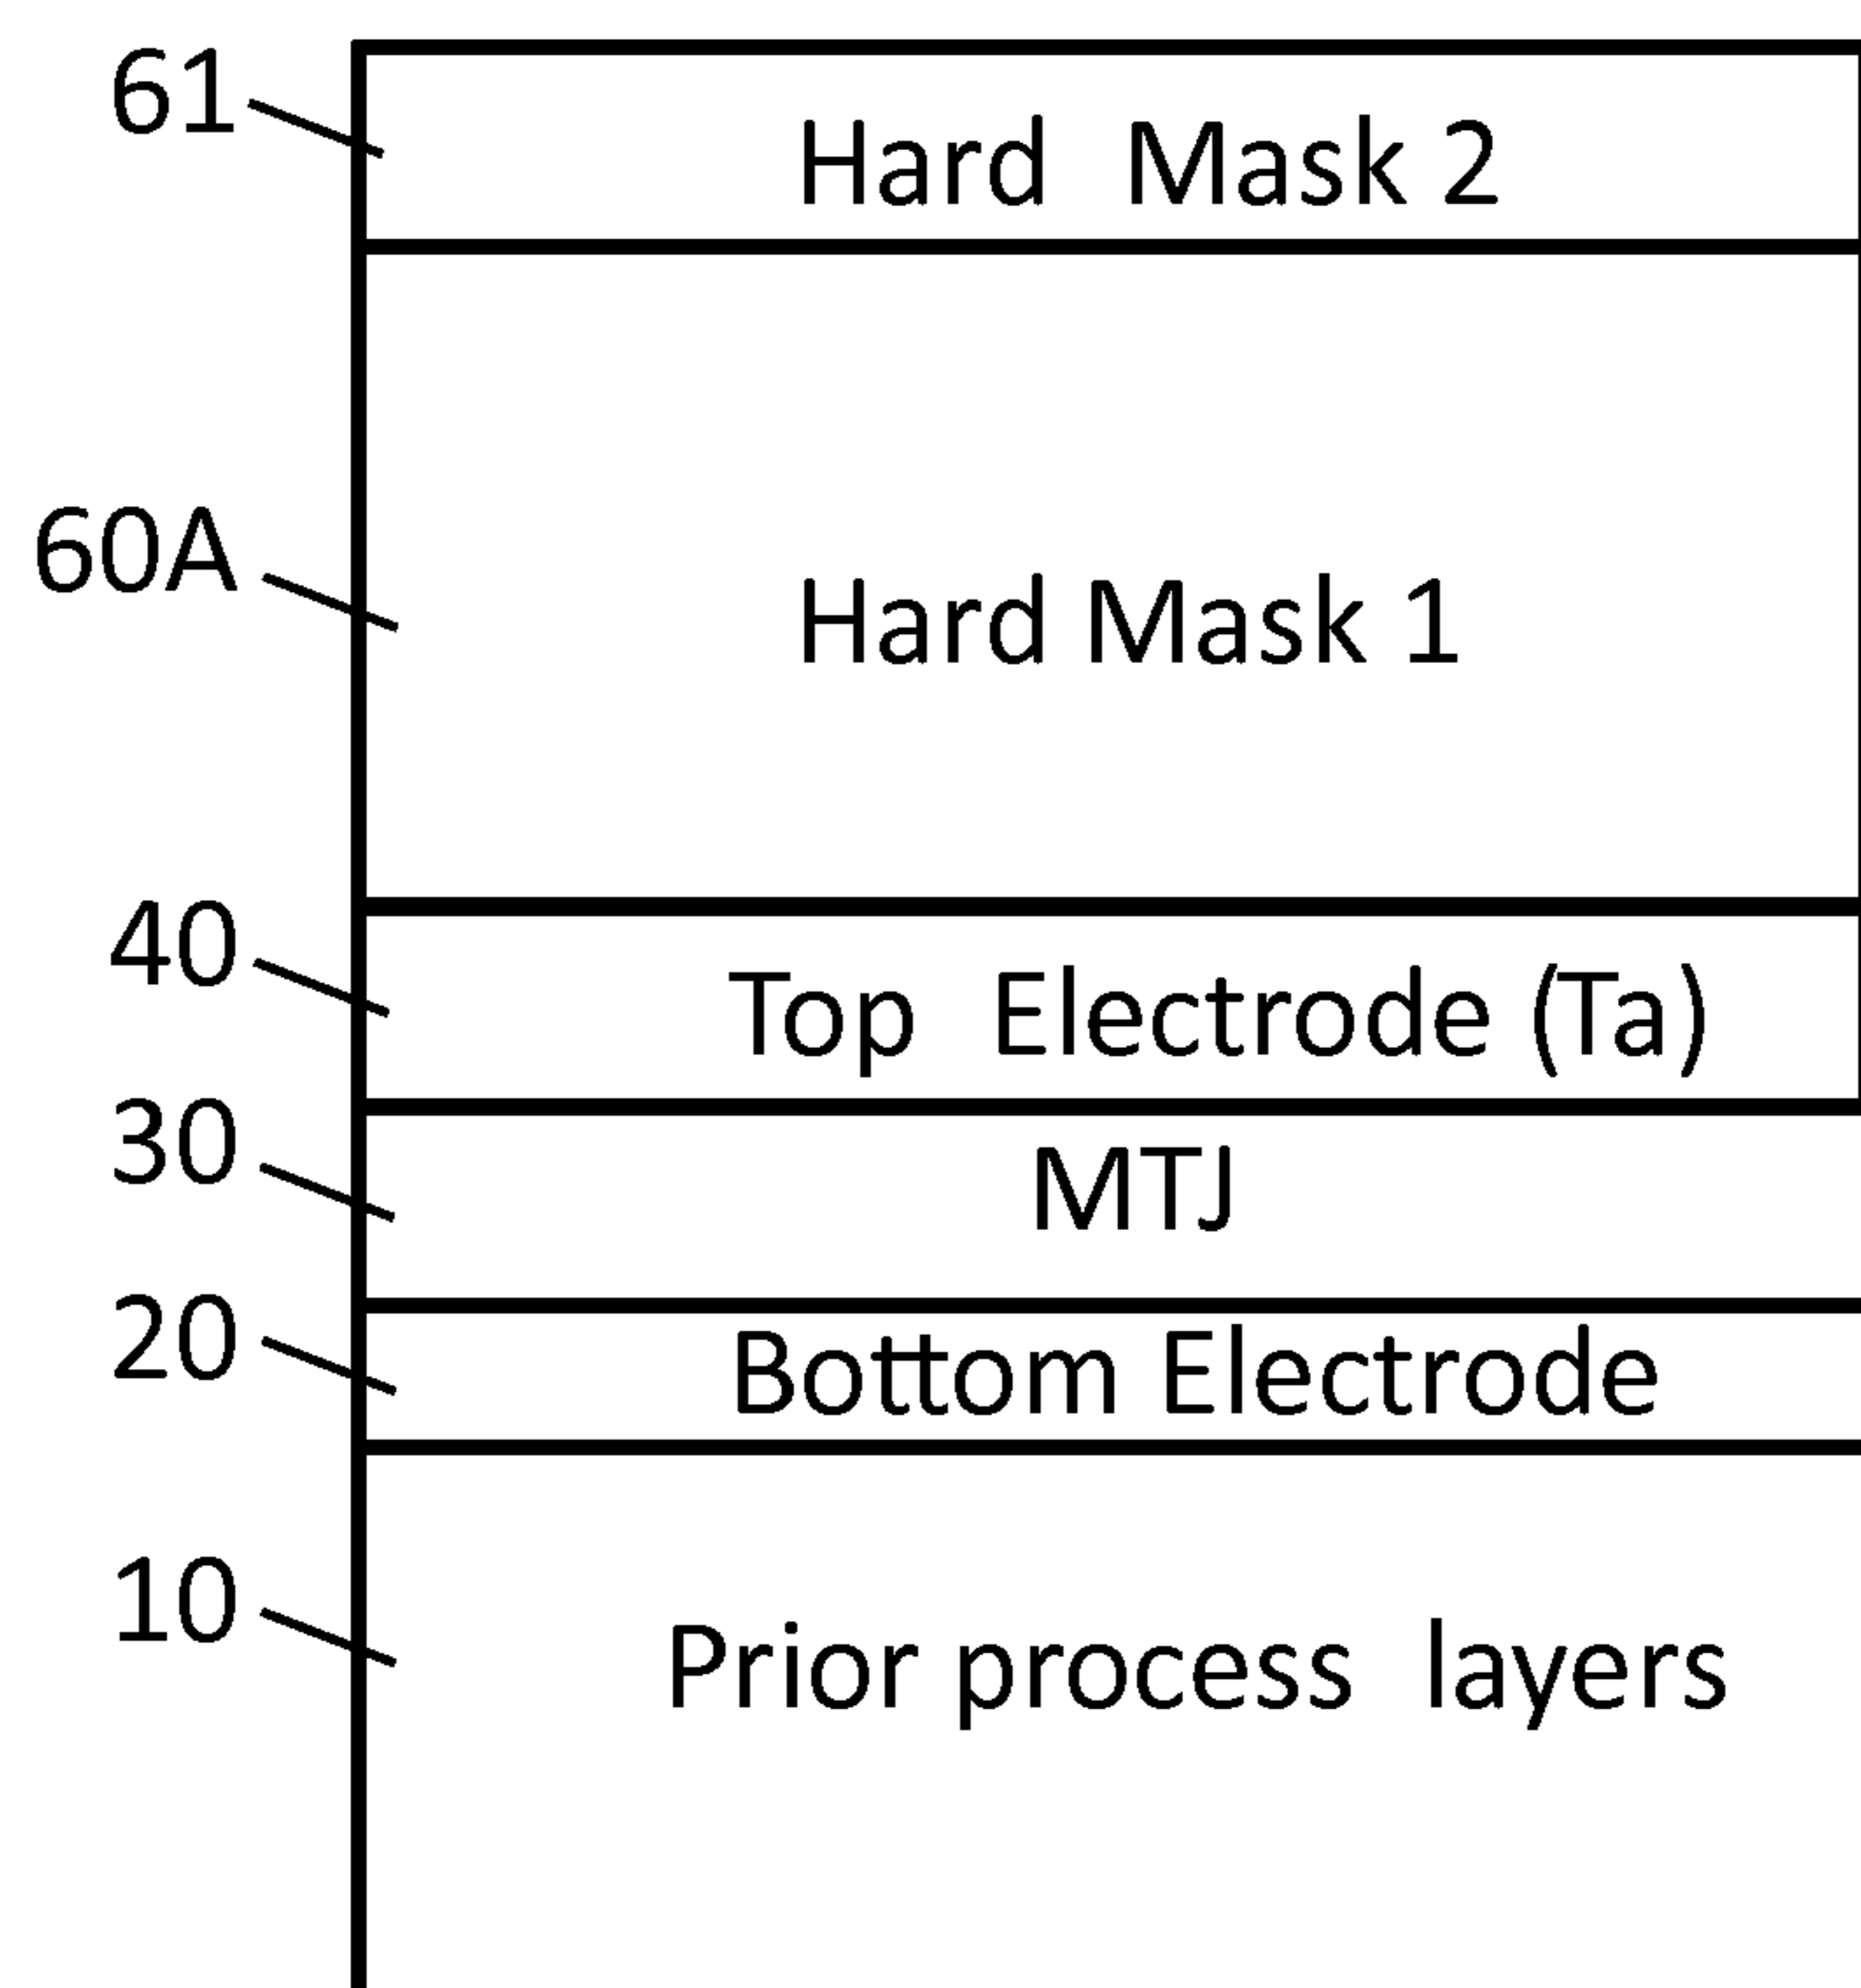 61
Hard Mask 2
60A
Hard Mask 1
40
Top Electrode (Ta)
30
MTJ
20
Bottom Electrode
10
Prior process layers